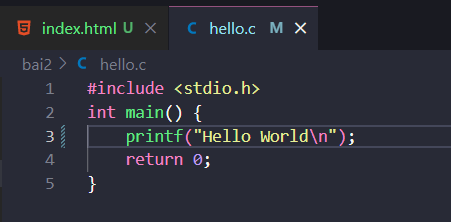 index.html U
hello.c M
bai2 > hello.c
1 #include <stdio.h>
2 int main() {
3 printf("Hello World\n");
4 return 0;
5 }